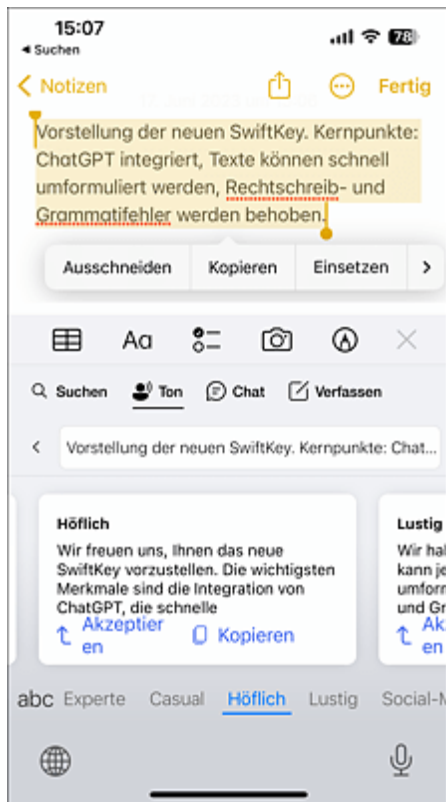 15:07
78
◄ Suchen
Notizen
Fertig
Vorstellung der neuen SwiftKey. Kernpunkte:
ChatGPT integriert, Texte können schnell
umformuliert werden, Rechtschreib- und
Grammatifehler werden behoben.
Ausschneiden Kopieren Einsetzen >
Aa
Suchen Ton Chat Verfassen
Vorstellung der neuen SwiftKey. Kernpunkte: Chat...
Höflich
Wir freuen uns, Ihnen das neue
SwiftKey vorzustellen. Die wichtigsten
Merkmale sind die Integration von
ChatGPT, die schnelle
Akzeptier
en
Kopieren
Lustig
Wir hal
kann je
umforn
und Gr
Ak
en
abc Experte Casual Höflich Lustig Social-M